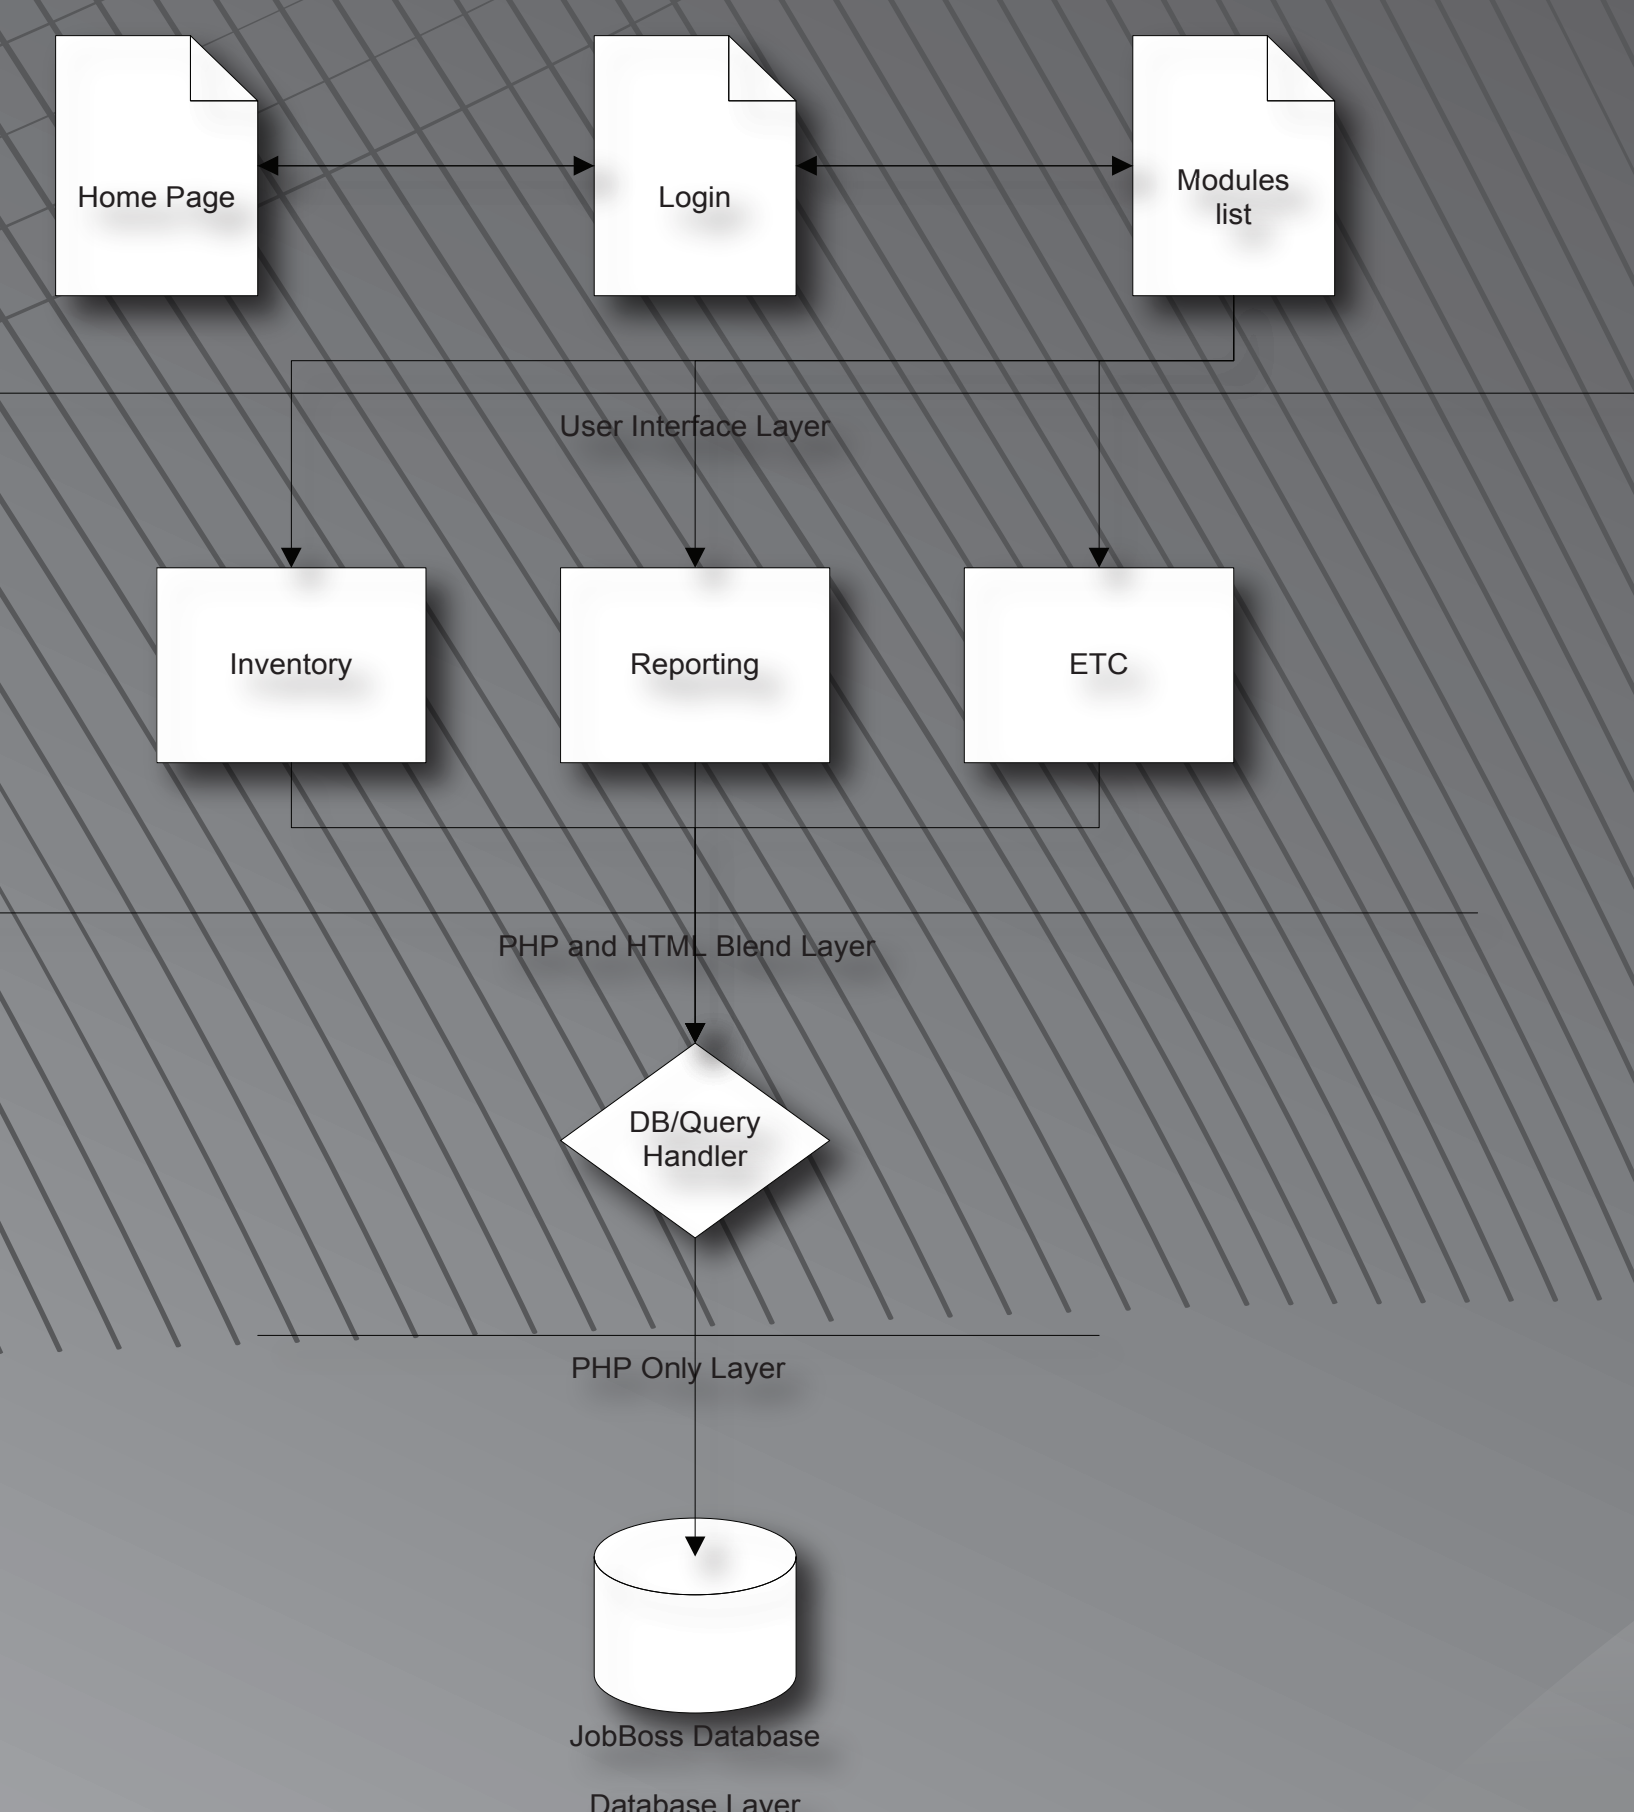 Home Page
Login
Modules
list
User Interface Layer
Inventory
Reporting
ETC
PHP and HTML Blend Layer
DB/Query
Handler
PHP Only Layer
JobBoss Database
Database Layer